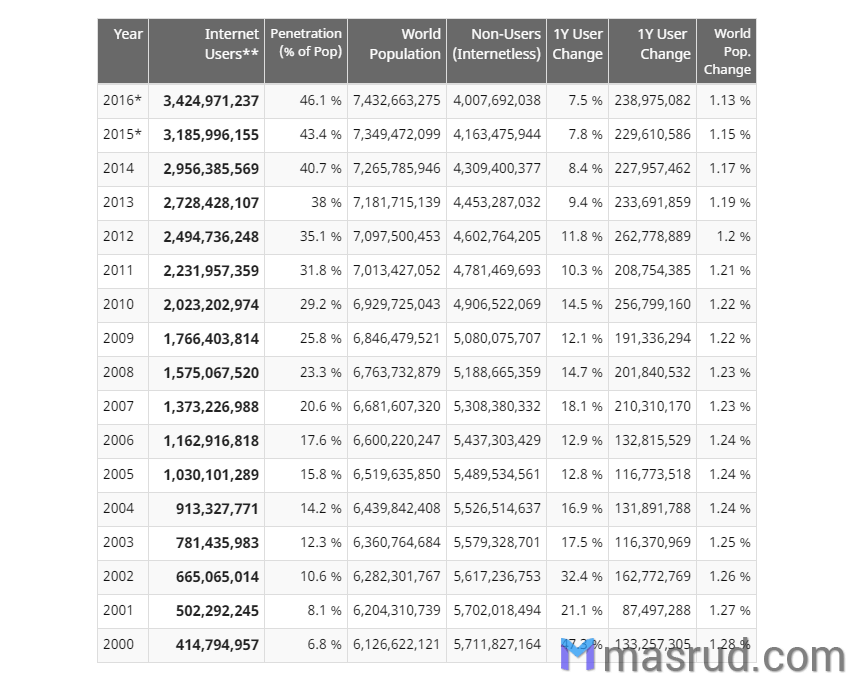 Year Internet Users** Penetration (% of Pop) World Population Non-Users (Internetless) 1Y User Change 1Y User Change World Pop. Change
2016* 3,424,971,237 46.1 % 7,432,663,275 4,007,692,038 7.5 % 238,975,082 1.13 %
2015* 3,185,996,155 43.4 % 7,349,472,099 4,163,475,944 7.8 % 229,610,586 1.15 %
2014 2,956,385,569 40.7 % 7,265,785,946 4,309,400,377 8.4 % 227,957,462 1.17 %
2013 2,728,428,107 38 % 7,181,715,139 4,453,287,032 9.4 % 233,691,859 1.19 %
2012 2,494,736,248 35.1 % 7,097,500,453 4,602,764,205 11.8 % 262,778,889 1.2 %
2011 2,231,957,359 31.8 % 7,013,427,052 4,781,469,693 10.3 % 208,754,385 1.21 %
2010 2,023,202,974 29.2 % 6,929,725,043 4,906,522,069 14.5 % 256,799,160 1.22 %
2009 1,766,403,814 25.8 % 6,846,479,521 5,080,075,707 12.1 % 191,336,294 1.22 %
2008 1,575,067,520 23.3 % 6,763,732,879 5,188,665,359 14.7 % 201,840,532 1.23 %
2007 1,373,226,988 20.6 % 6,681,607,320 5,308,380,332 18.1 % 210,310,170 1.23 %
2006 1,162,916,818 17.6 % 6,600,220,247 5,437,303,429 12.9 % 132,815,529 1.24 %
2005 1,030,101,289 15.8 % 6,519,635,850 5,489,534,561 12.8 % 116,773,518 1.24 %
2004 913,327,771 14.2 % 6,439,842,408 5,526,514,637 16.9 % 131,891,788 1.24 %
2003 781,435,983 12.3 % 6,360,764,684 5,579,328,701 17.5 % 116,370,969 1.25 %
2002 665,065,014 10.6 % 6,282,301,767 5,617,236,753 32.4 % 162,772,769 1.26 %
2001 502,292,245 8.1 % 6,204,310,739 5,702,018,494 21.1 % 87,497,288 1.27 %
2000 414,794,957 6.8 % 6,126,622,121 5,711,827,164 47.3 % 133,257,305 1.28 %
masrud.com